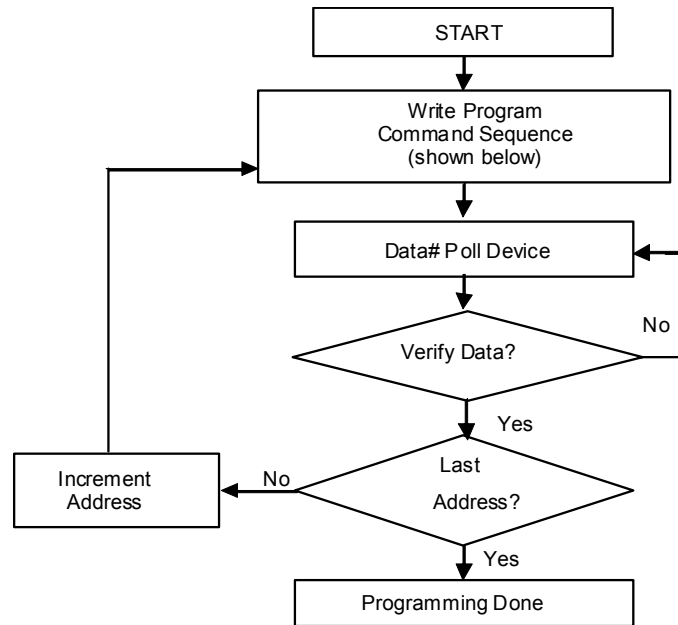 START
Write Program
Command Sequence
(shown below)
Data# Poll Device
Verify Data?
No
Yes
Last
Address?
No
Increment
Address
Yes
Programming Done